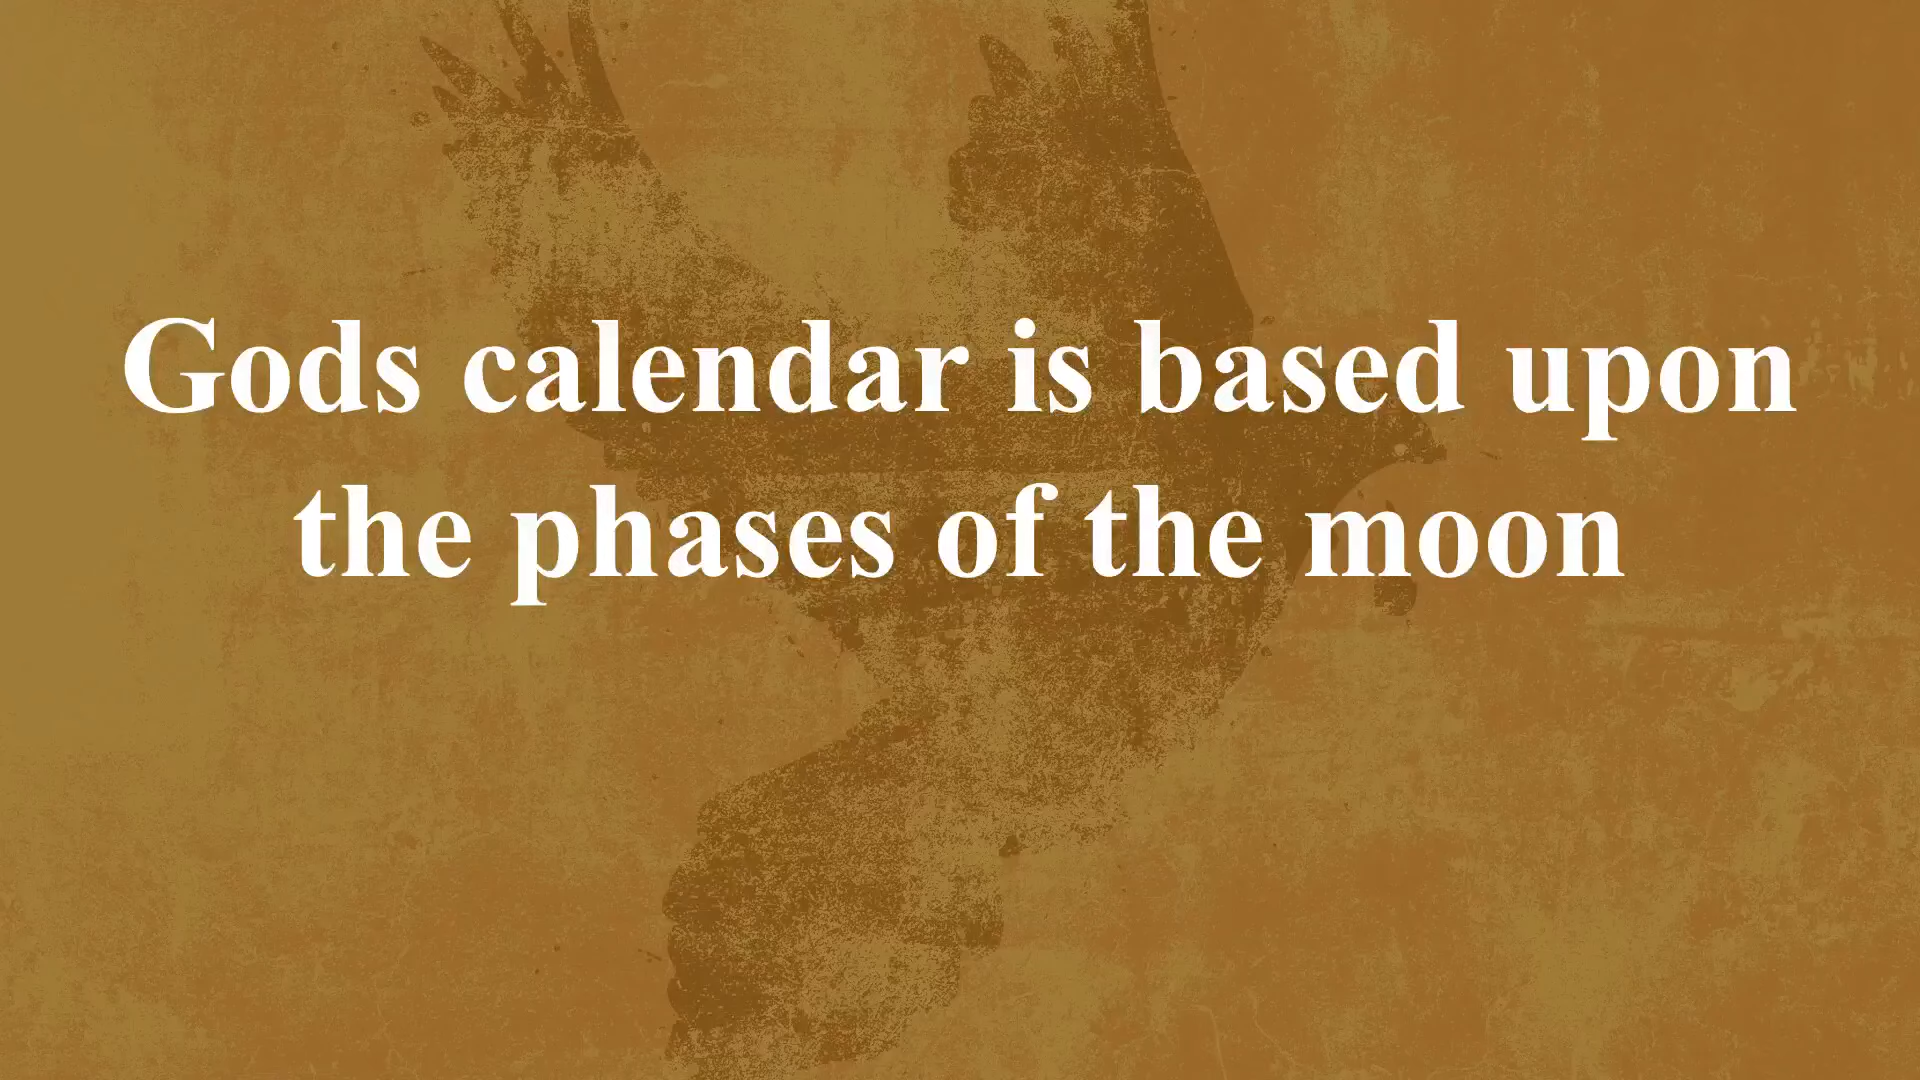 Gods calendar is based upon
the phases of the moon